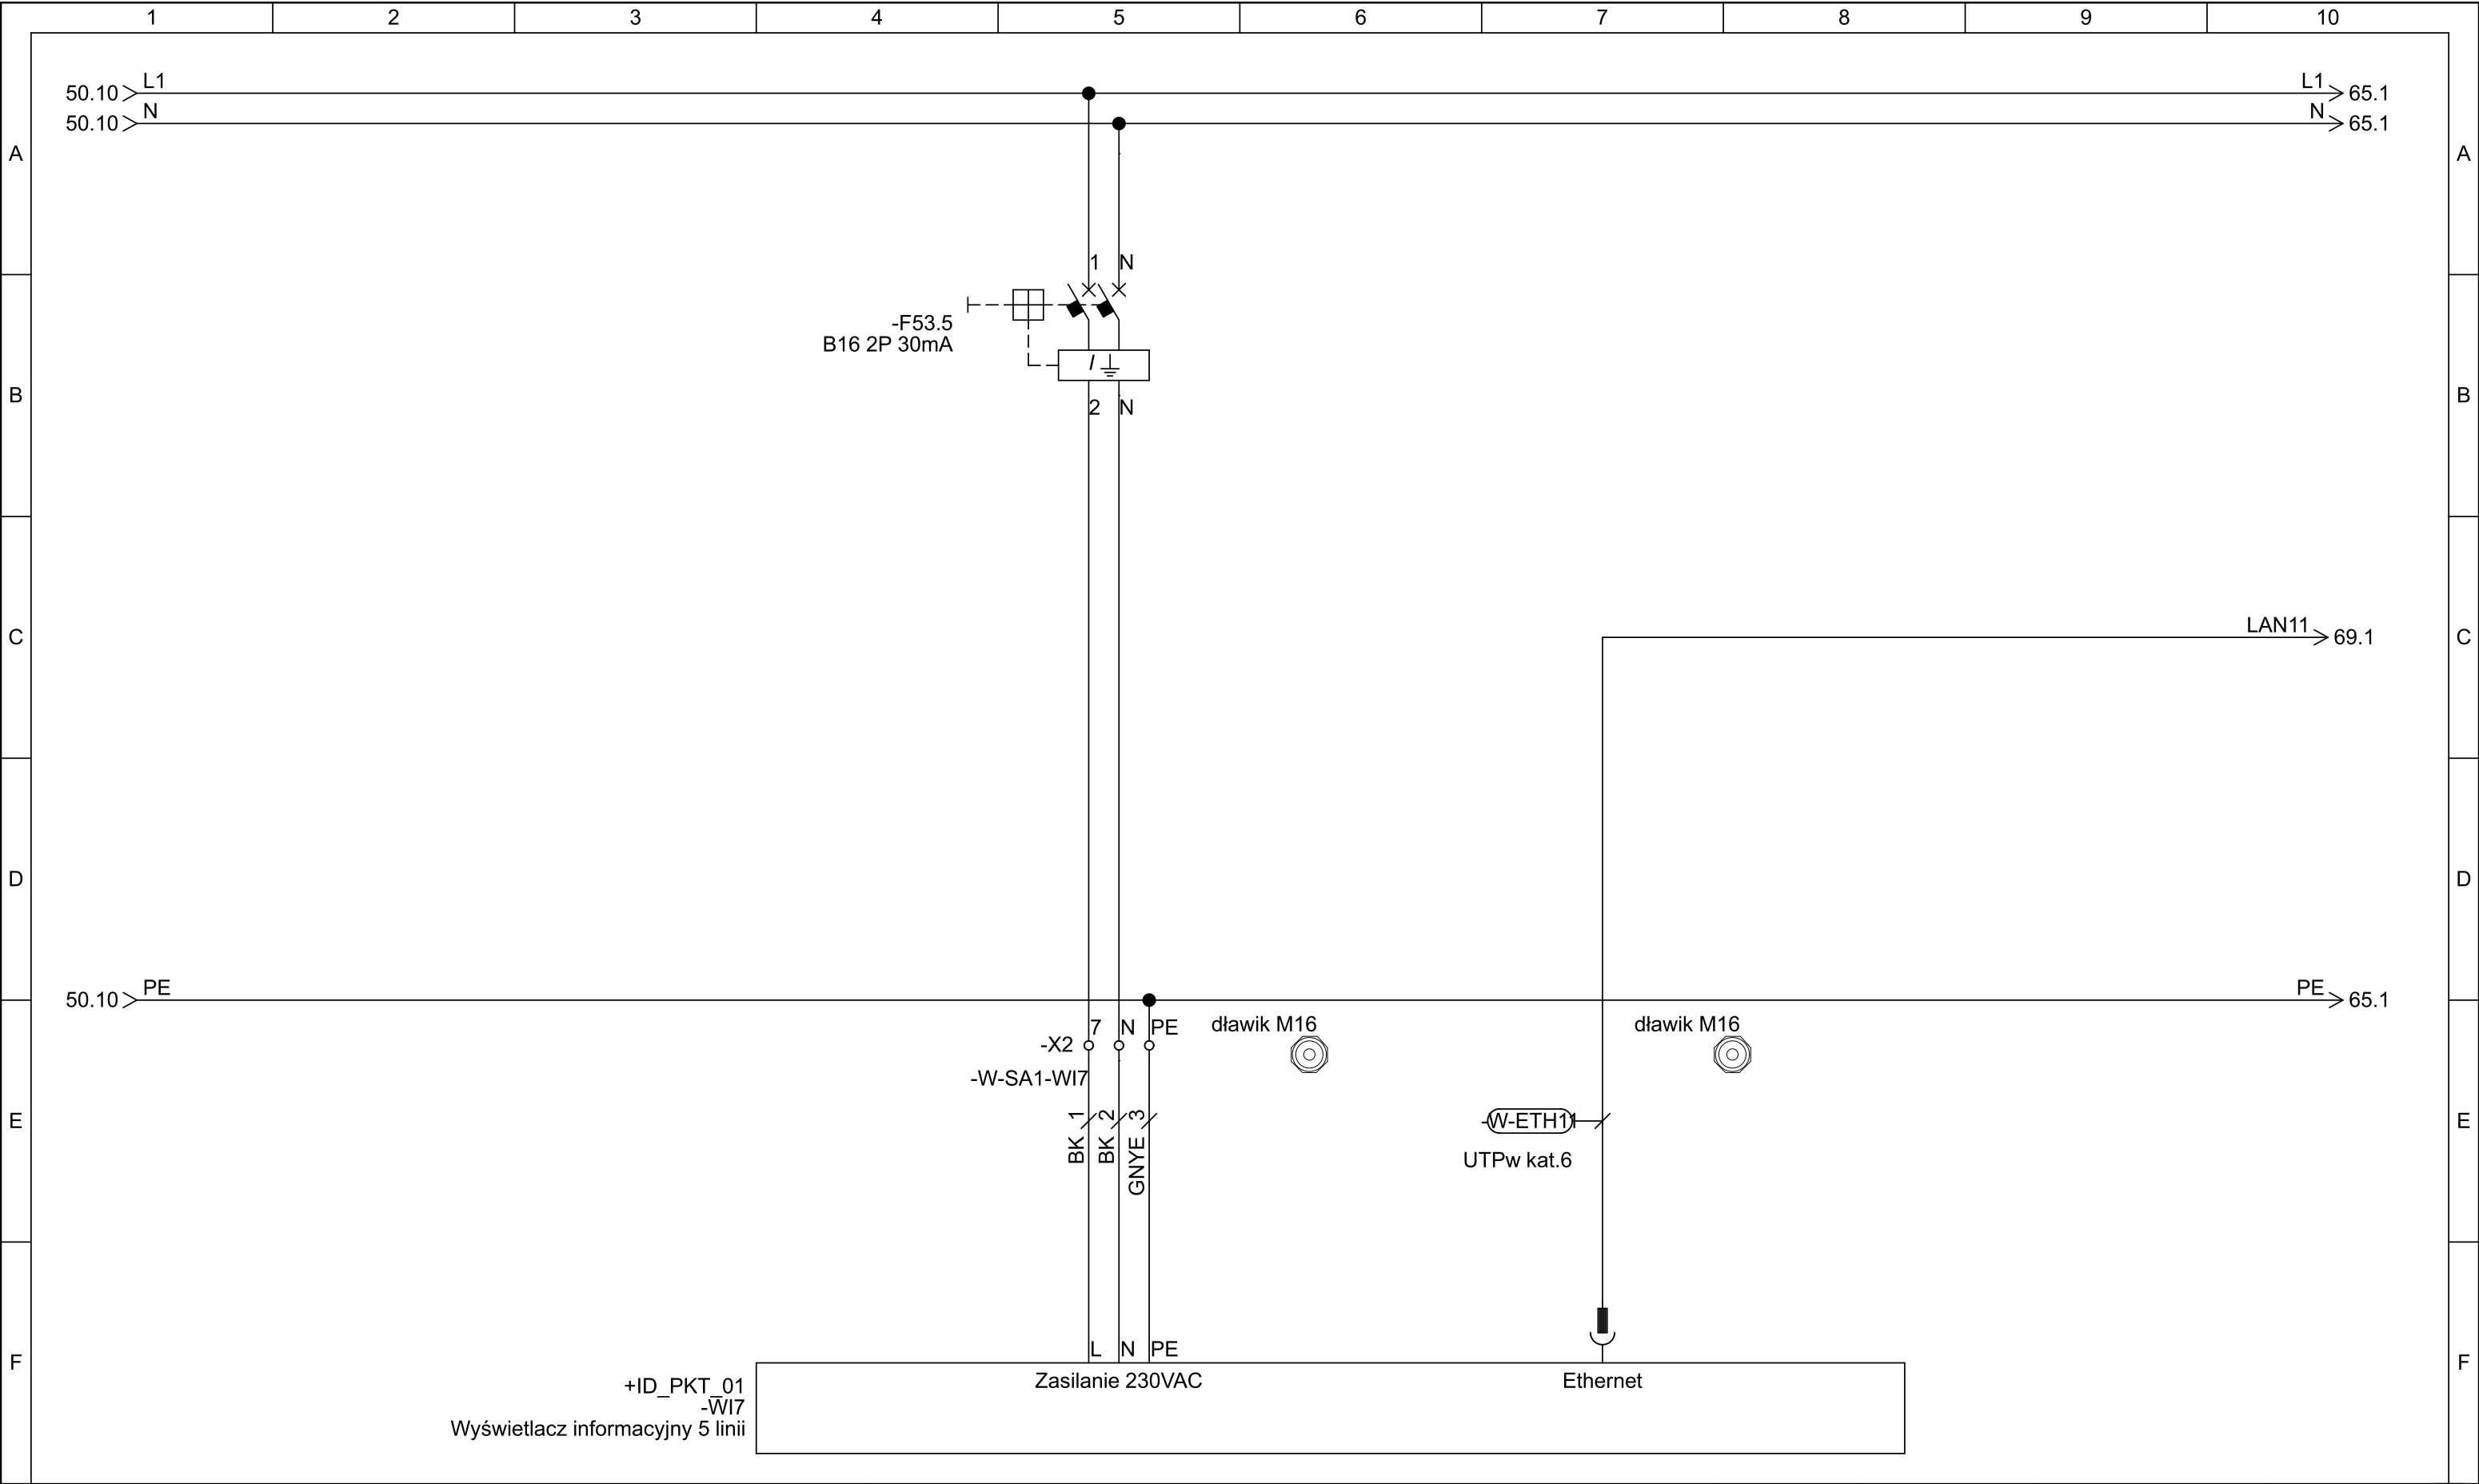 1 2 3 4 5 6 7 8 9 10
50.10 L1 L1 65.1
50.10 N N 65.1
A A
1 N
-F53.5
B16 2P 30mA
I
B B
2 N
LAN11 69.1
C C
D D
50.10 PE PE 65.1
7 N PE
dławik M16
dławik M16
-X2
-W-SA1-WI7
1 2 3
E E
-W-ETH11
BK BK GNYE
UTPw kat.6
L N PE
F F
Zasilanie 230VAC
Ethernet
+ID_PKT_01
-WI7
Wyświetlacz informacyjny 5 linii